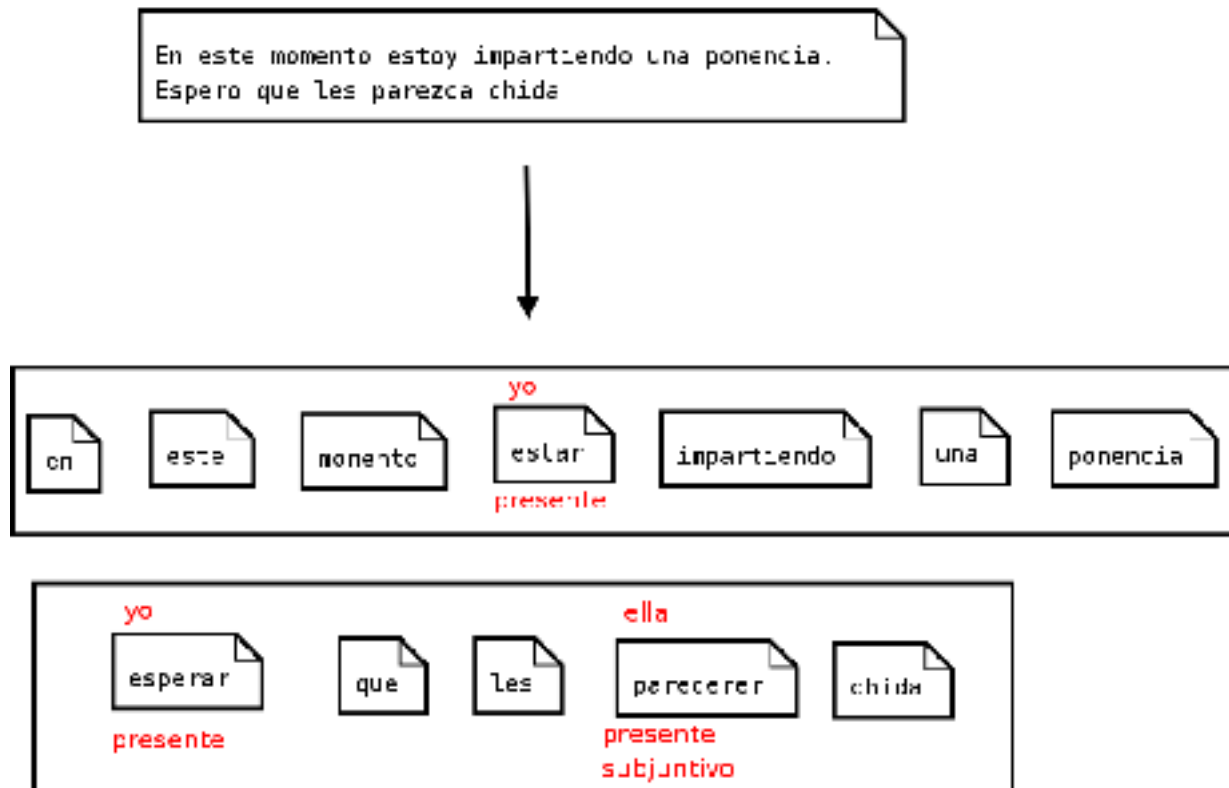 En este momento estoy impartiendo una ponencia.
Espero que les parezca chida
yo
en este momento estar impartiendo una ponencia
presente
yo ella
esperar que les parecerer chida
presente presente
subjuntivo